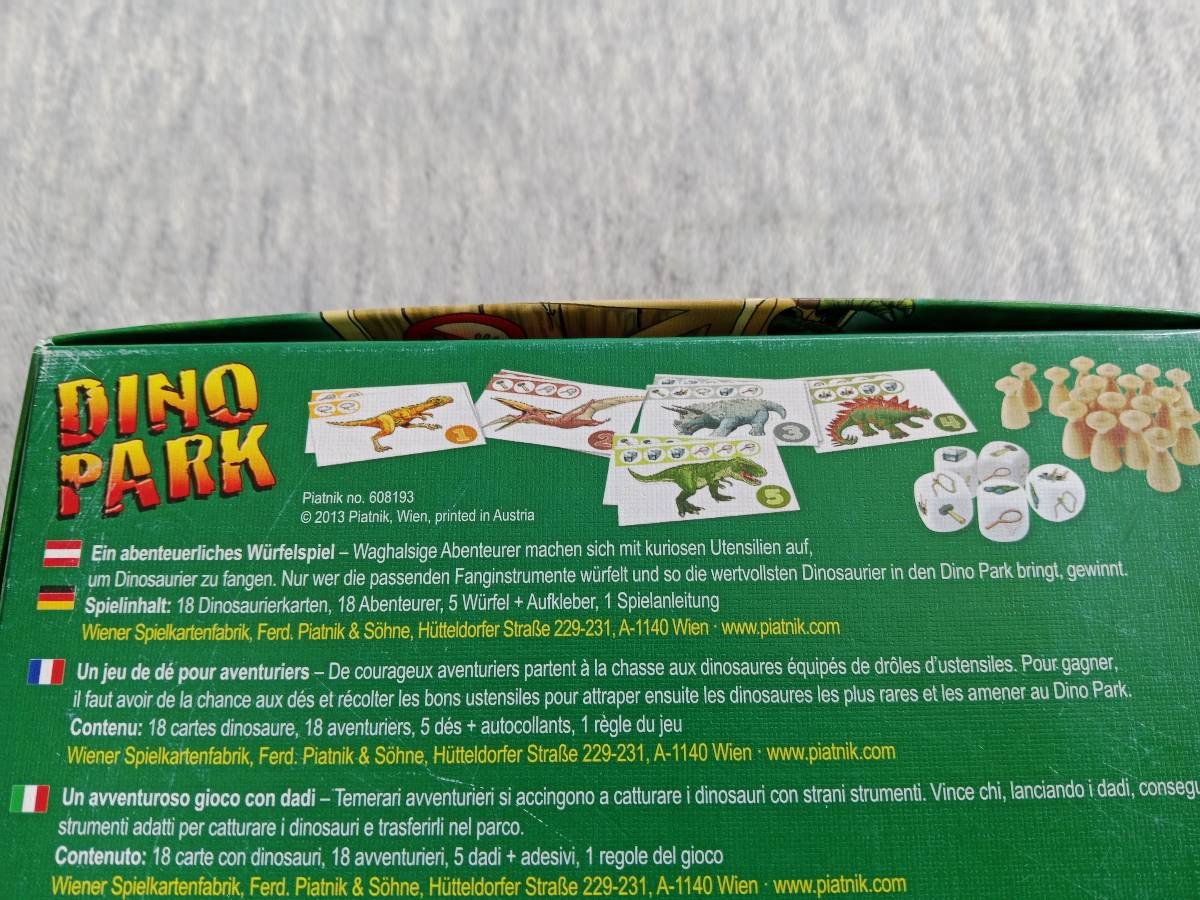 DINO
PARK
1
2
3
4
5
Piatnik no. 608193
© 2013 Piatnik, Wien, printed in Austria
Ein abenteuerliches Würfelspiel – Waghalsige Abenteurer machen sich mit kuriosen Utensilien auf,
um Dinosaurier zu fangen. Nur wer die passenden Fanginstrumente würfelt und so die wertvollsten Dinosaurier in den Dino Park bringt, gewinnt.
Spielinhalt: 18 Dinosaurierkarten, 18 Abenteurer, 5 Würfel + Aufkleber, 1 Spielanleitung
Wiener Spielkartenfabrik, Ferd. Piatnik & Söhne, Hütteldorfer Straße 229-231, A-1140 Wien · www.piatnik.com
Un jeu de dé pour aventuriers – De courageux aventuriers partent à la chasse aux dinosaures équipés de drôles d'ustensiles. Pour gagner,
il faut avoir de la chance aux dés et récolter les bons ustensiles pour attraper ensuite les dinosaures les plus rares et les amener au Dino Park.
Contenu: 18 cartes dinosaure, 18 aventuriers, 5 dés + autocollants, 1 règle du jeu
Wiener Spielkartenfabrik, Ferd. Piatnik & Söhne, Hütteldorfer Straße 229-231, A-1140 Wien · www.piatnik.com
Un avventuroso gioco con dadi – Temerari avventurieri si accingono a catturare i dinosauri con strani strumenti. Vince chi, lanciando i dadi,
strumenti adatti per catturare i dinosauri e trasferirli nel parco.
Contenuto: 18 carte con dinosauri, 18 avventurieri, 5 dadi + adesivi, 1 regole del gioco
Wiener Spielkartenfabrik, Ferd. Piatnik & Söhne, Hütteldorfer Straße 229-231, A-1140 Wien · www.piatnik.com